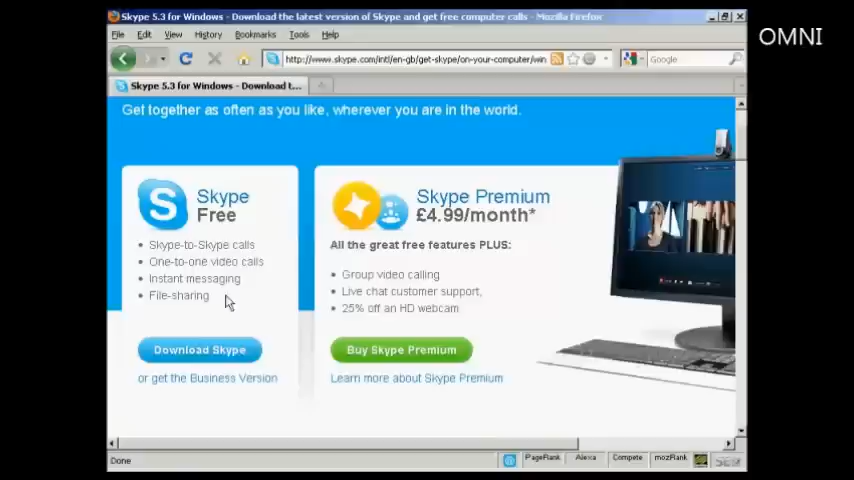 Skype 5.3 for Windows - Download the latest version of Skype and get free computer calls - Mozilla Firefox
OMNI
File Edit View History Bookmarks Tools Help
http://www.skype.com/intl/en-gb/get-skype/on-your-computer/win
Google
Skype 5.3 for Windows - Download t...
Get together as often as you like, wherever you are in the world.
Skype
Free
Skype-to-Skype calls
One-to-one video calls
Instant messaging
File-sharing
Download Skype
or get the Business Version
Skype Premium
£4.99/month*
All the great free features PLUS:
Group video calling
Live chat customer support,
25% off an HD webcam
Buy Skype Premium
Learn more about Skype Premium
Done
PageRank Alexa Compete mozRank